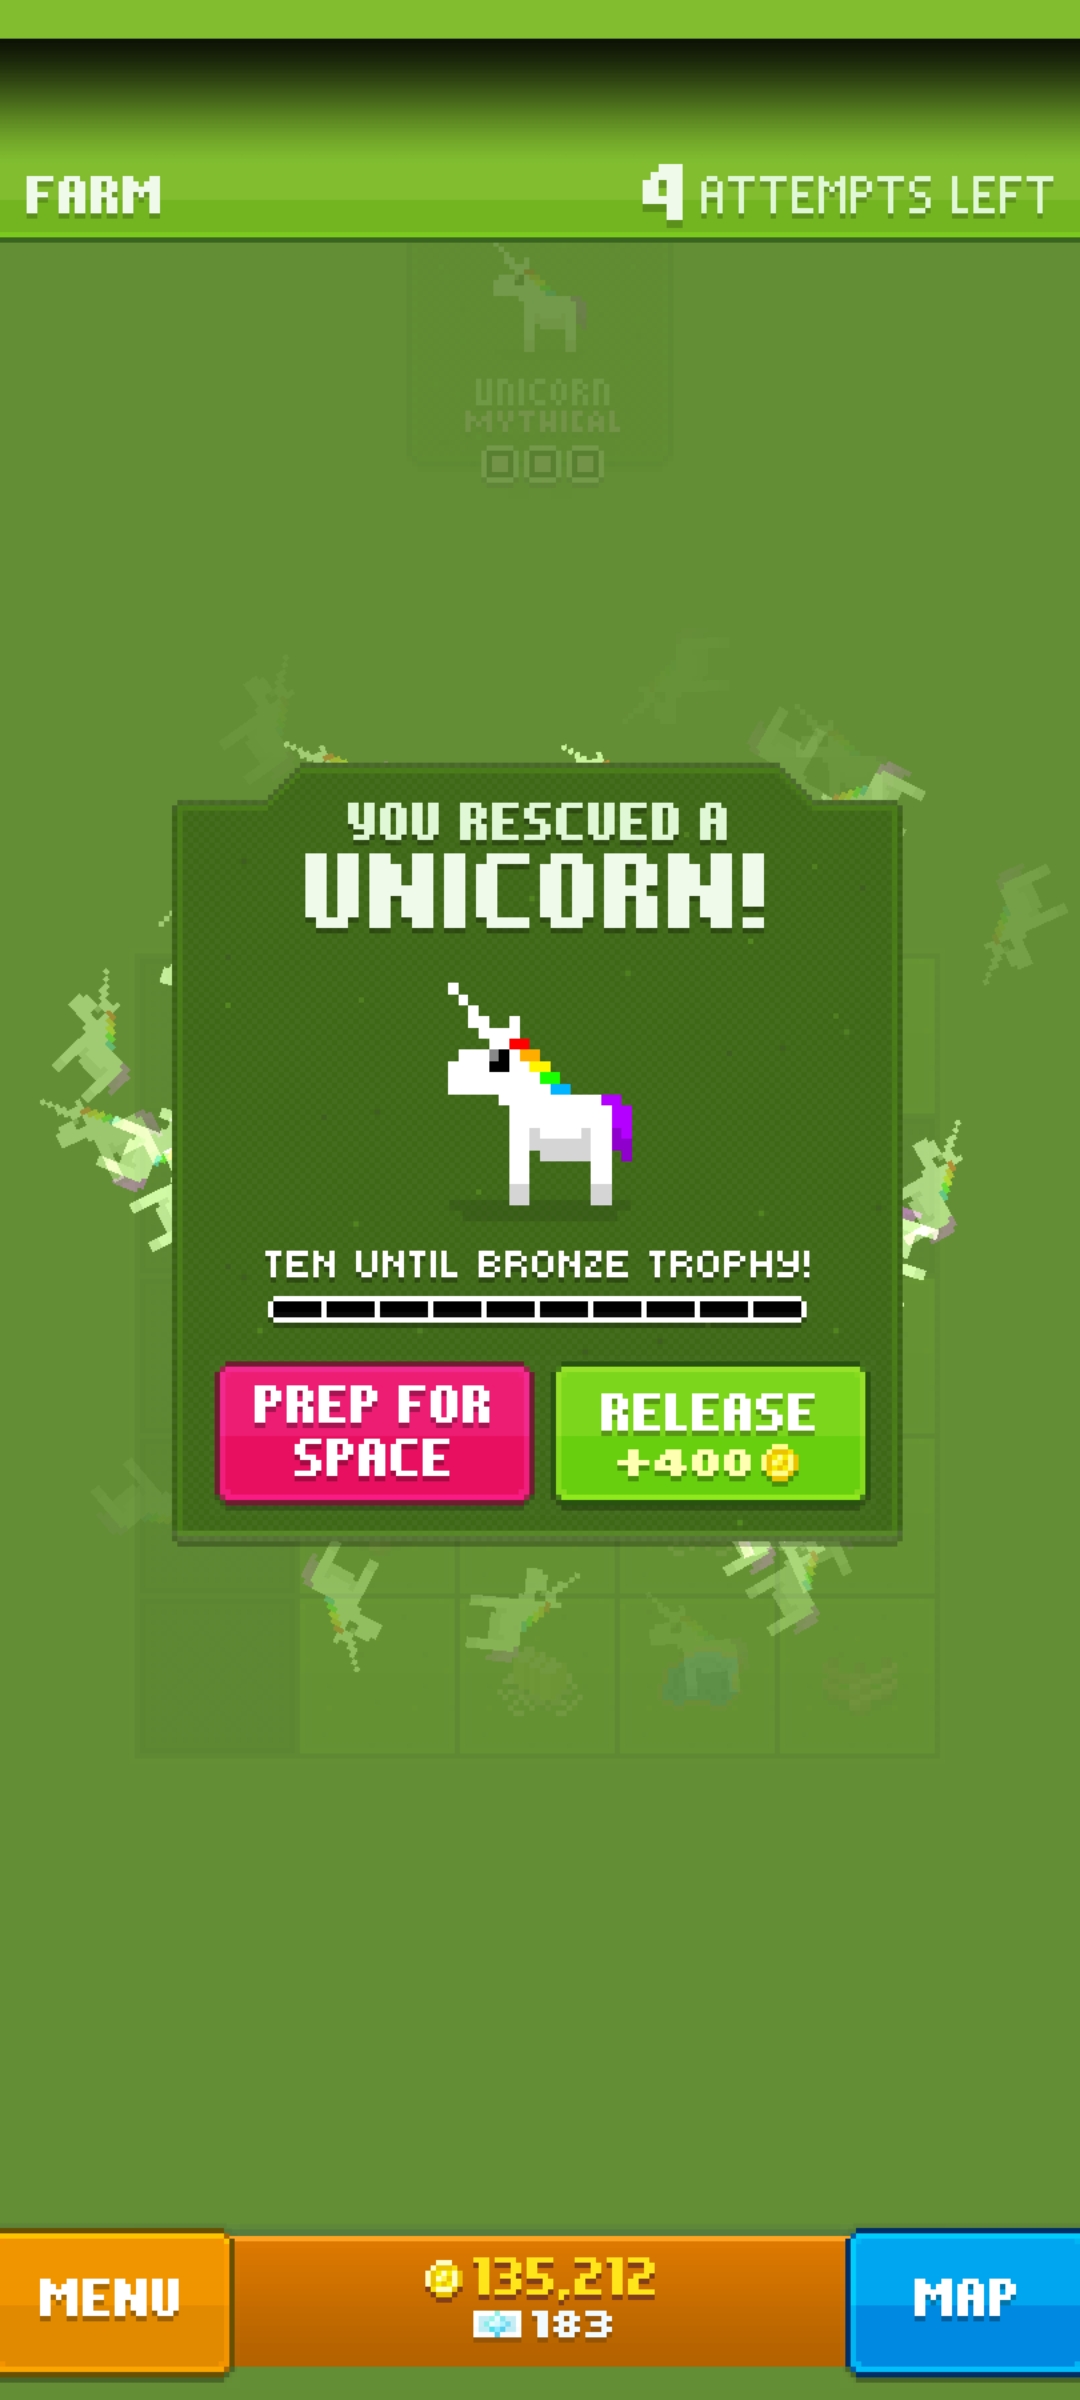 FARM
9 ATTEMPTS LEFT
UNICORN
MYTHICAL
YOU RESCUED A
UNICORN!
TEN UNTIL BRONZE TROPHY!
PREP FOR
SPACE
RELEASE
+400
MENU
135,212
183
MAP